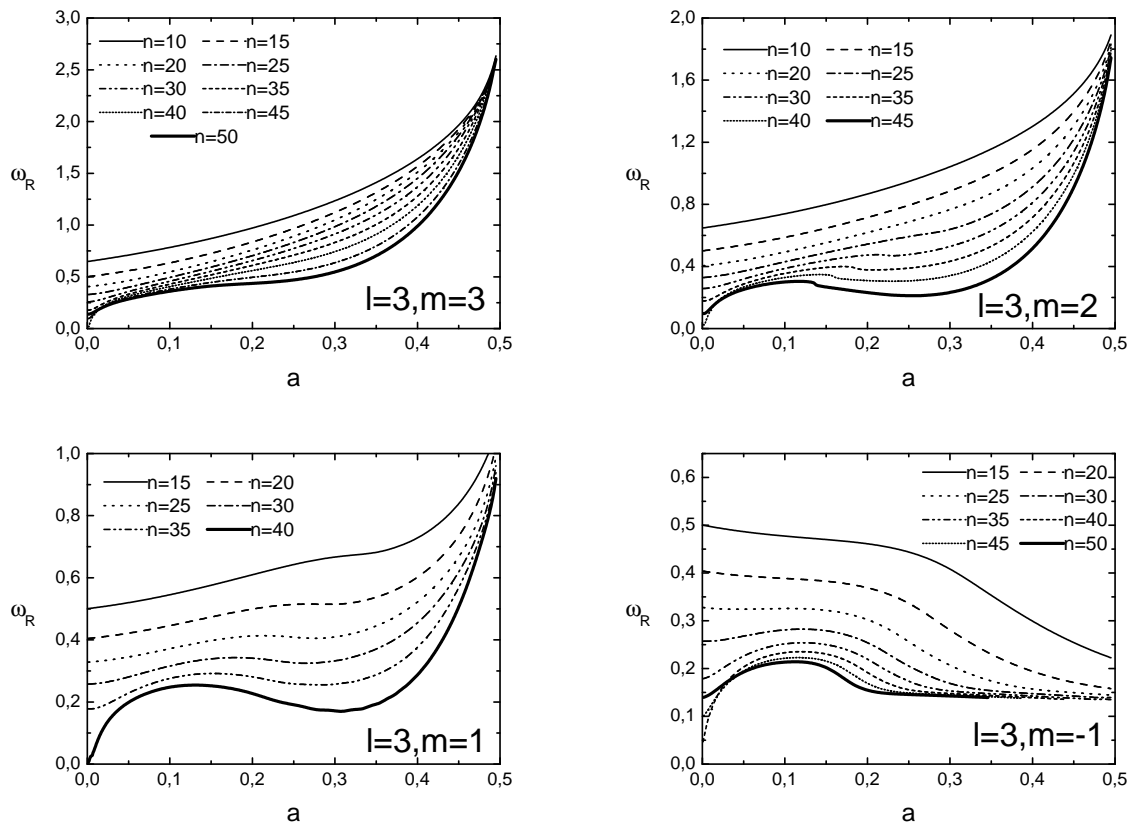 3,0
2,5
2,0
1,5
1,0
0,5
0,0
ω_R
n=10 n=15
n=20 n=25
n=30 n=35
n=40 n=45
n=50
l=3,m=3
0,0 0,1 0,2 0,3 0,4 0,5
a
2,0
1,6
1,2
0,8
0,4
0,0
ω_R
n=10 n=15
n=20 n=25
n=30 n=35
n=40 n=45
l=3,m=2
0,0 0,1 0,2 0,3 0,4 0,5
a
1,0
0,8
0,6
0,4
0,2
0,0
ω_R
n=15 n=20
n=25 n=30
n=35 n=40
l=3,m=1
0,0 0,1 0,2 0,3 0,4 0,5
a
0,6
0,5
0,4
0,3
0,2
0,1
0,0
ω_R
n=15 n=20
n=25 n=30
n=35 n=40
n=45 n=50
l=3,m=-1
0,0 0,1 0,2 0,3 0,4 0,5
a